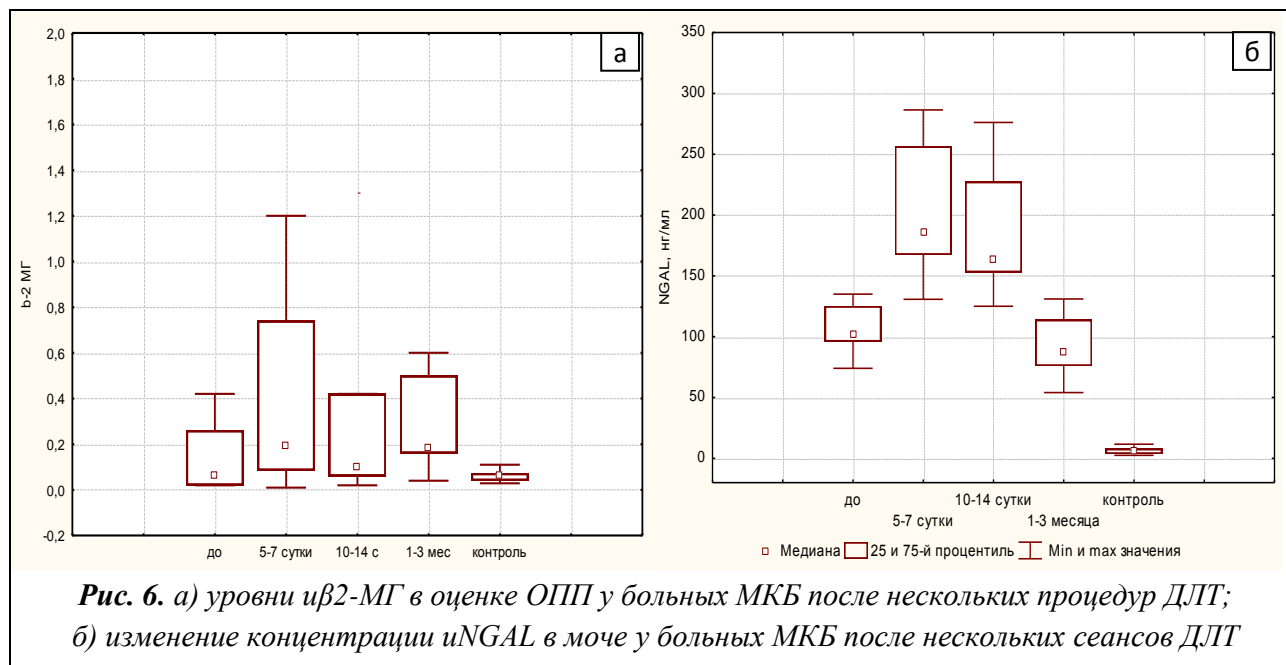 а
2,0
1,8
1,6
1,4
1,2
1,0
0,8
0,6
0,4
0,2
0,0
-0,2
b-2 МГ
до 5-7 сутки 10-14 с 1-3 мес контроль
б
350
300
250
200
150
100
50
0
NGAL, нг/мл
до 10-14 сутки контроль
5-7 сутки 1-3 месяца
Медиана 25 и 75-й процентиль Min и max значения
Рис. 6. а) уровни uβ2-МГ в оценке ОПП у больных МКБ после нескольких процедур ДЛТ;
б) изменение концентрации uNGAL в моче у больных МКБ после нескольких сеансов ДЛТ